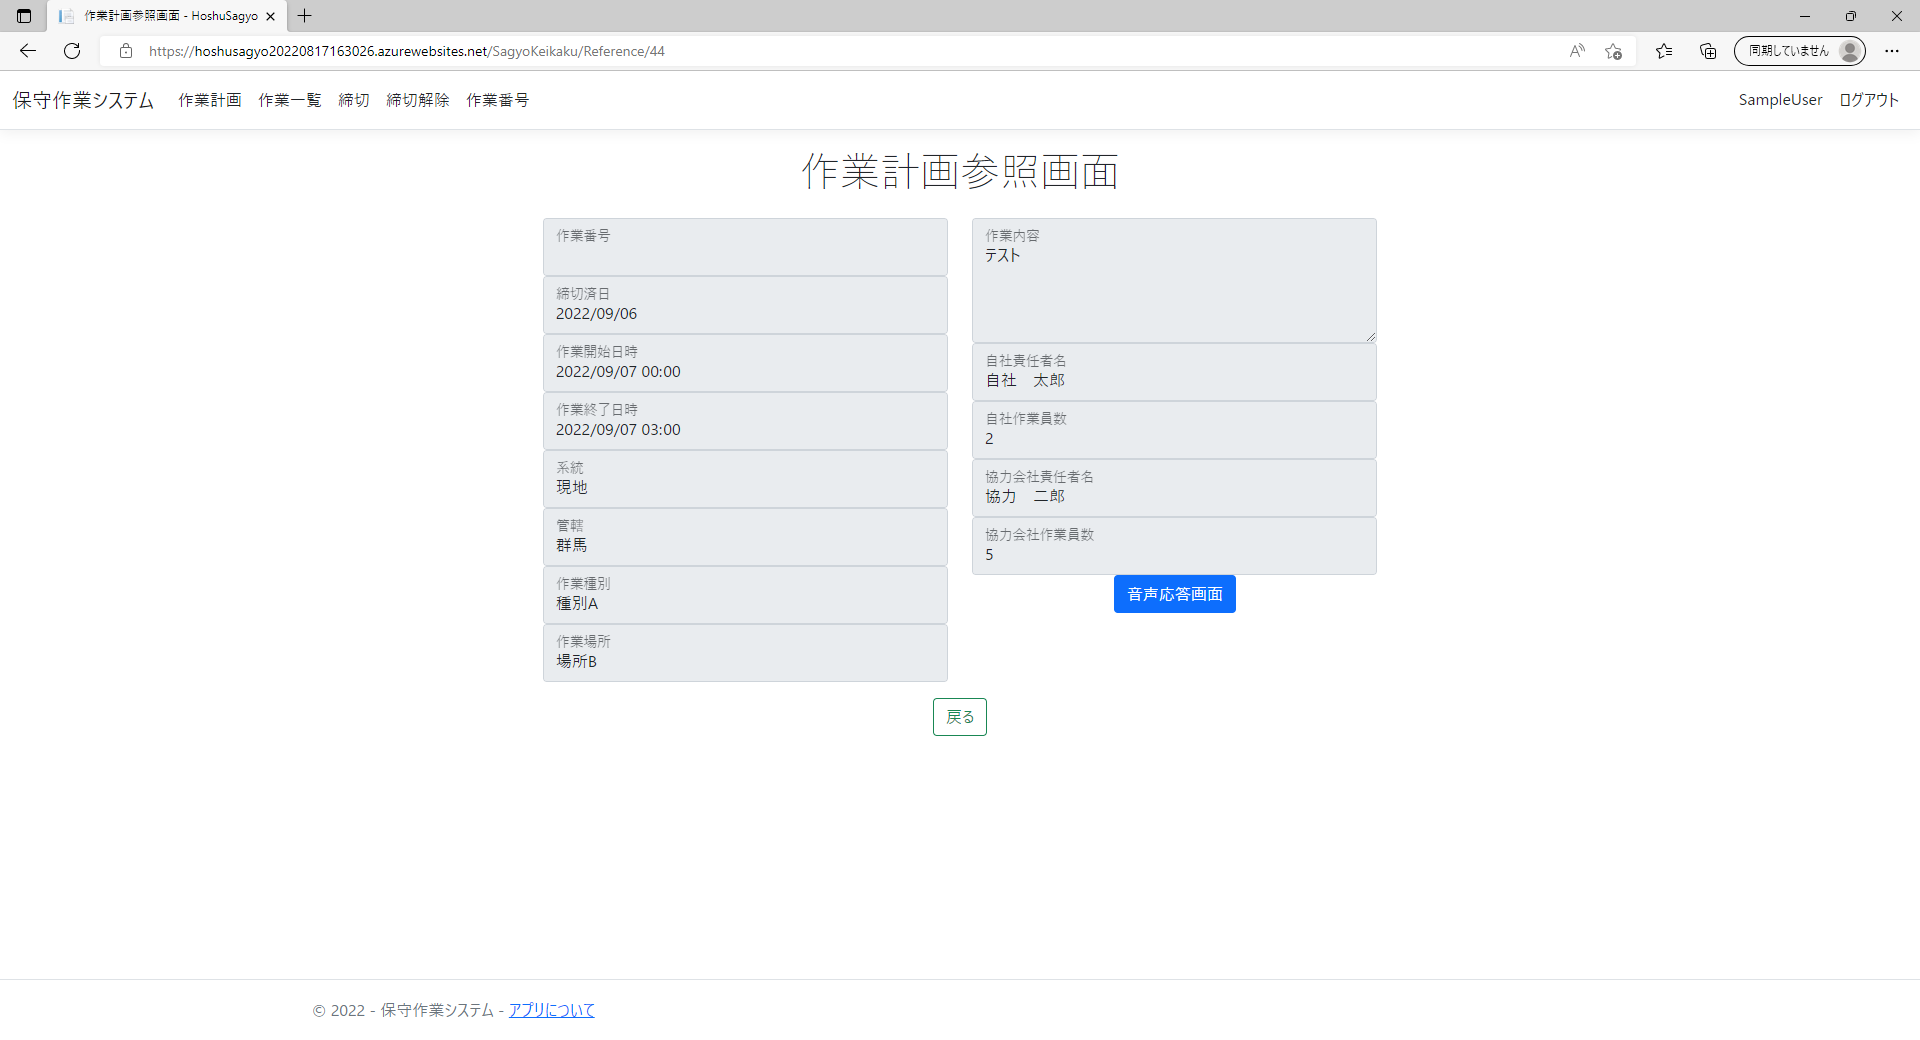 作業計画参照画面 - HoshuSagyo
https://hoshusagyo20220817163026.azurewebsites.net/SagyoKeikaku/Reference/44
同期していません
保守作業システム 作業計画 作業一覧 締切 締切解除 作業番号 SampleUser ログアウト
作業計画参照画面
作業番号
締切済日
2022/09/06
作業開始日時
2022/09/07 00:00
作業終了日時
2022/09/07 03:00
系統
現地
管轄
群馬
作業種別
種別A
作業場所
場所B
作業内容
テスト
自社責任者名
自社　太郎
自社作業員数
2
協力会社責任者名
協力　二郎
協力会社作業員数
5
音声応答画面
戻る
© 2022 - 保守作業システム - アプリについて